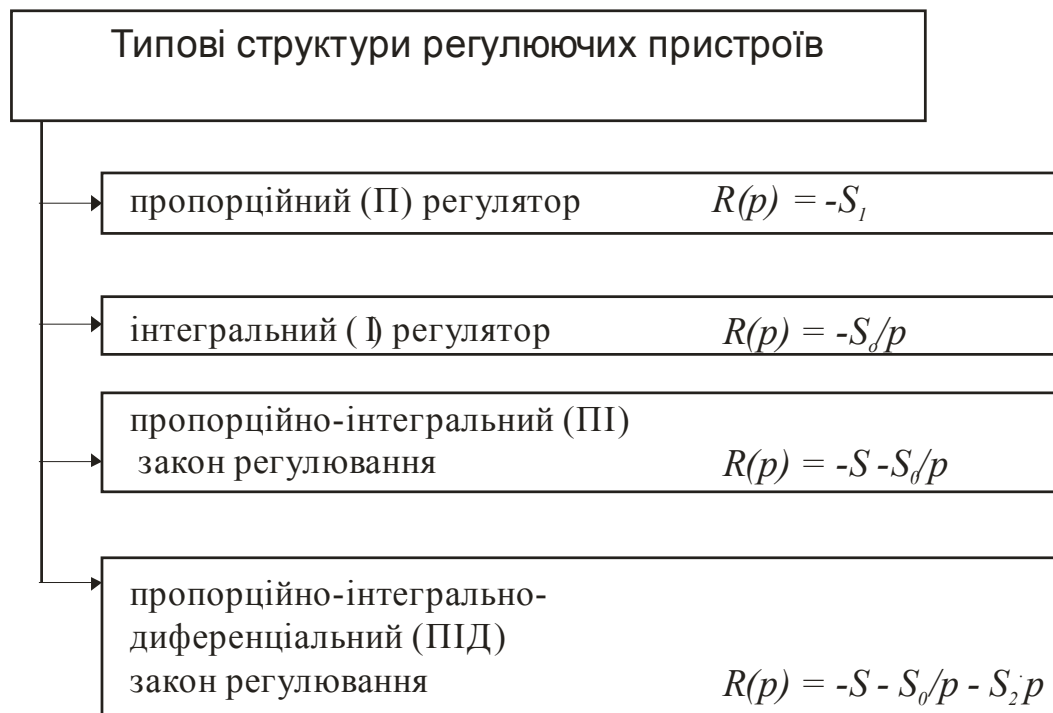 Типові структури регулюючих пристроїв
пропорційний (П) регулятор R(p) = -S₁
інтегральний ( І) регулятор R(p) = -S₀/p
пропорційно-інтегральний (ПІ)
закон регулювання R(p) = -S -S₀/p
пропорційно-інтегрально-
диференціальний (ПІД)
закон регулювання R(p) = -S - S₀/p - S₂·p